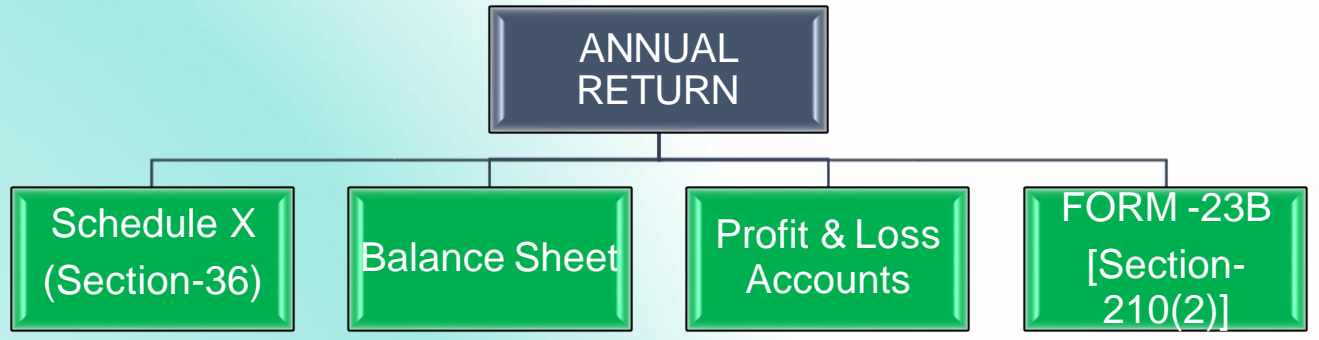 ANNUAL
RETURN
Schedule X
(Section-36)
Balance Sheet
Profit & Loss
Accounts
FORM -23B
[Section-
210(2)]